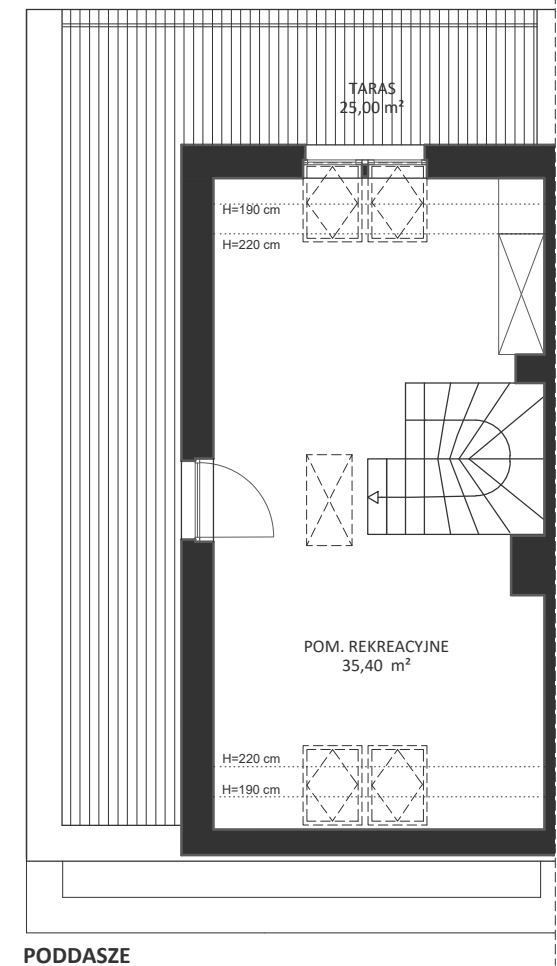 TARAS
25,00 m²
H=190 cm
H=220 cm
POM. REKREACYJNE
35,40 m²
H=220 cm
H=190 cm
PODDASZE